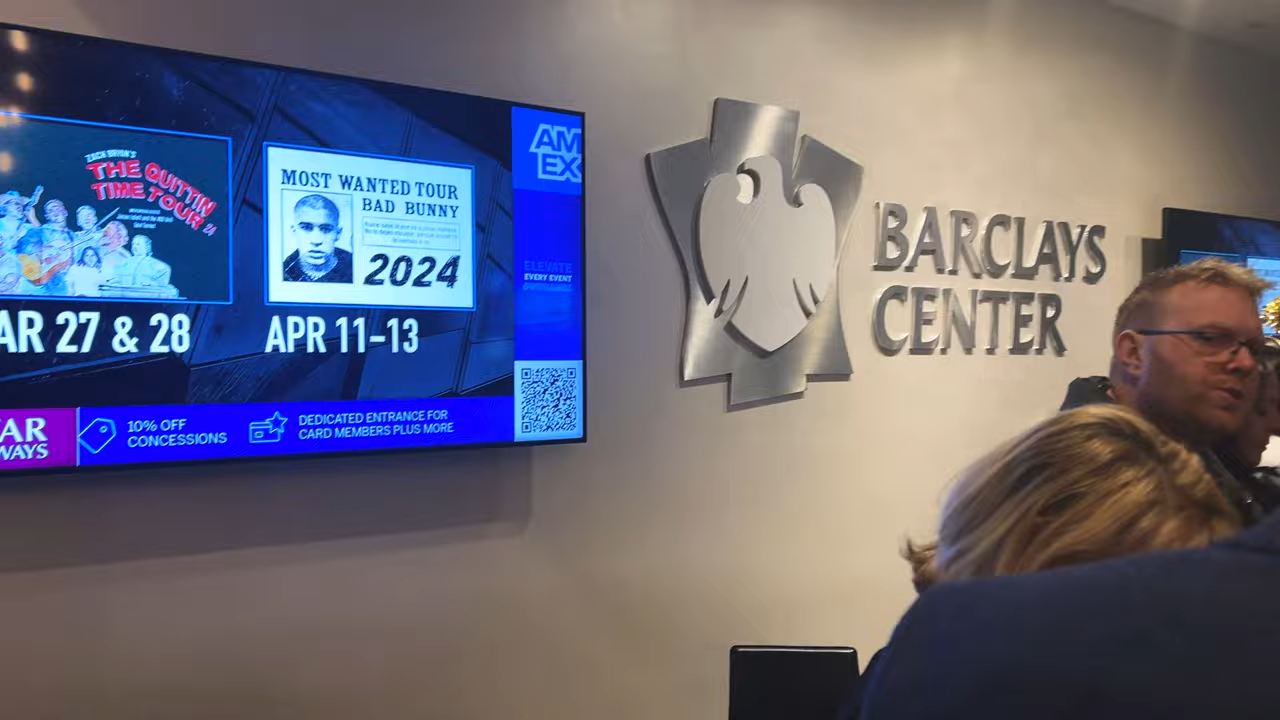 ZACH BRYAN'S
THE QUITTIN
TIME TOUR
24
MOST WANTED TOUR
BAD BUNNY
2024
AR 27 & 28
APR 11–13
AM
EX
ELEVATE
EVERY EVENT
AR
WAYS
10% OFF
CONCESSIONS
DEDICATED ENTRANCE FOR
CARD MEMBERS PLUS MORE
BARCLAYS
CENTER